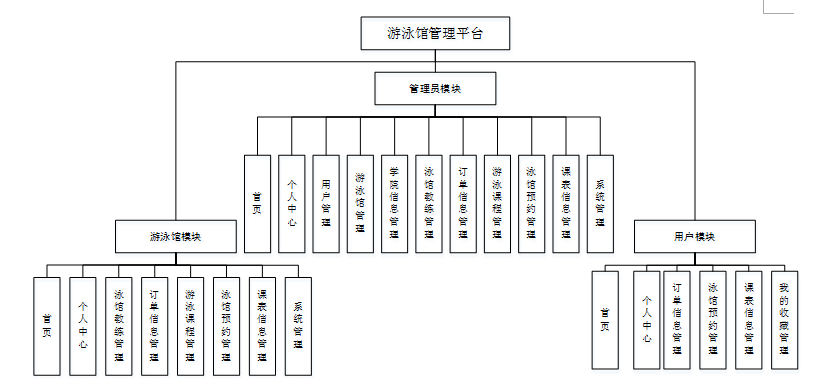 游泳馆管理平台
管理员模块
首页
个人中心
用户管理
游泳馆管理
学院信息管理
泳馆教练管理
订单信息管理
游泳课程管理
泳馆预约管理
课表信息管理
系统管理
游泳馆模块
首页
个人中心
泳馆教练管理
订单信息管理
游泳课程管理
泳馆预约管理
课表信息管理
系统管理
用户模块
首页
个人中心
订单信息管理
泳馆预约管理
课表信息管理
我的收藏管理